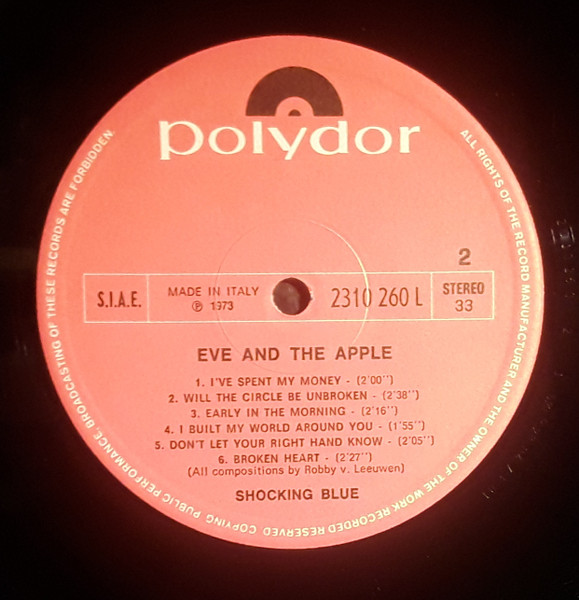 polydor
2
S.I.A.E.
MADE IN ITALY
℗ 1973
2310 260 L
STEREO
33
EVE AND THE APPLE
1. I'VE SPENT MY MONEY - (2'00'')
2. WILL THE CIRCLE BE UNBROKEN - (2'38'')
3. EARLY IN THE MORNING - (2'16'')
4. I BUILT MY WORLD AROUND YOU - (1'55'')
5. DON'T LET YOUR RIGHT HAND KNOW - (2'05'')
6. BROKEN HEART - (2'27'')
(All compositions by Robby v. Leeuwen)
SHOCKING BLUE
ALL RIGHTS OF THE RECORD MANUFACTURER AND THE OWNER OF THE WORK RECORDED RESERVED. COPYING, PUBLIC PERFORMANCE, BROADCASTING OF THESE RECORDS ARE FORBIDDEN.